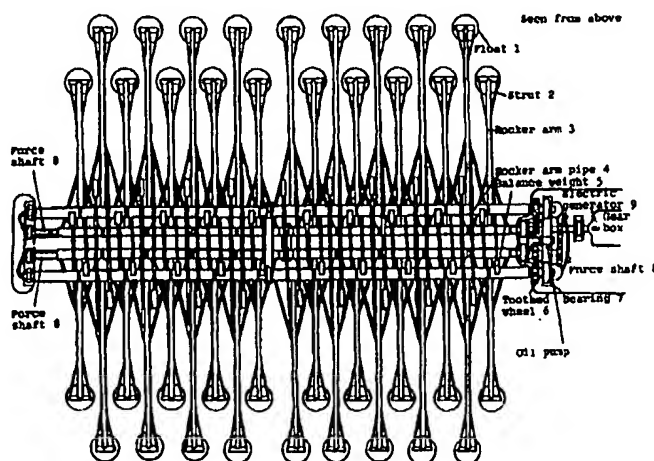 Seen from above
Float 1
Strut 2
Rocker arm 3
Force
shaft 8
Rocker arm pipe 4
Balance weight 5
electric
generator 9
Gear
box
Force shaft 8
Force
shaft 8
Toothed
wheel 6
bearing 7
Oil pump